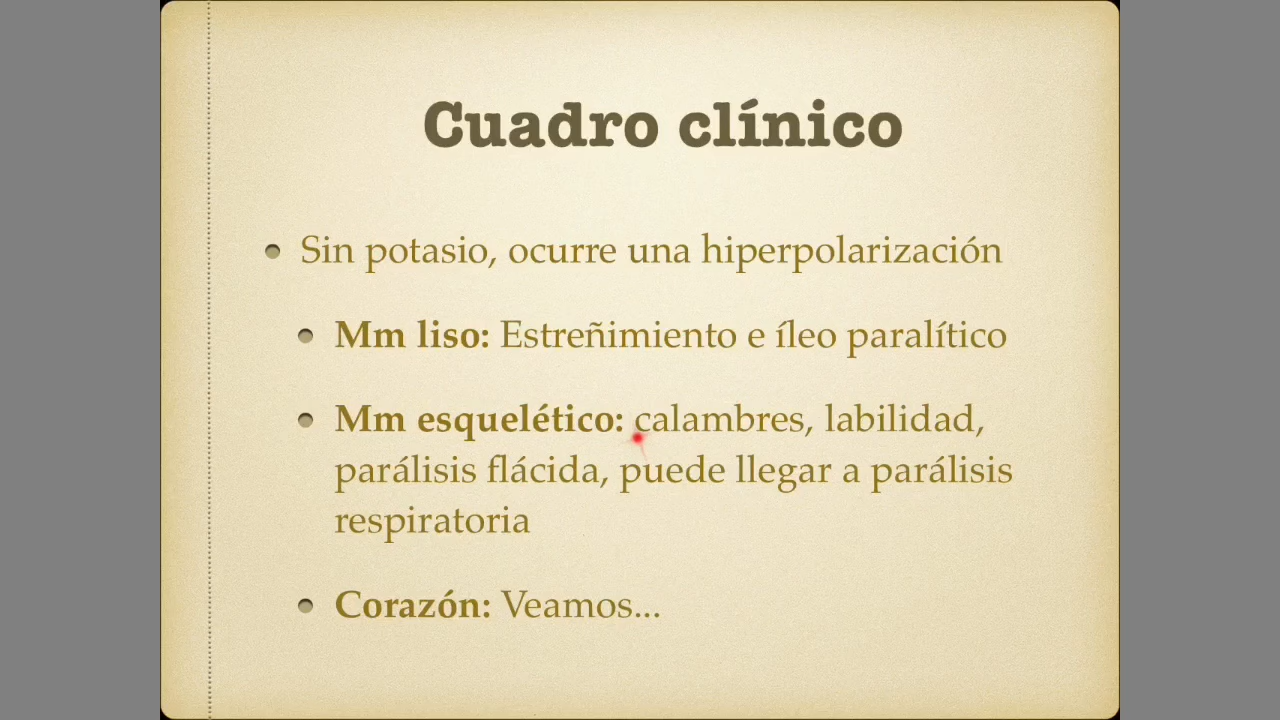 Cuadro clínico
Sin potasio, ocurre una hiperpolarización
Mm liso: Estreñimiento e íleo paralítico
Mm esquelético: calambres, labilidad,
parálisis flácida, puede llegar a parálisis
respiratoria
Corazón: Veamos...